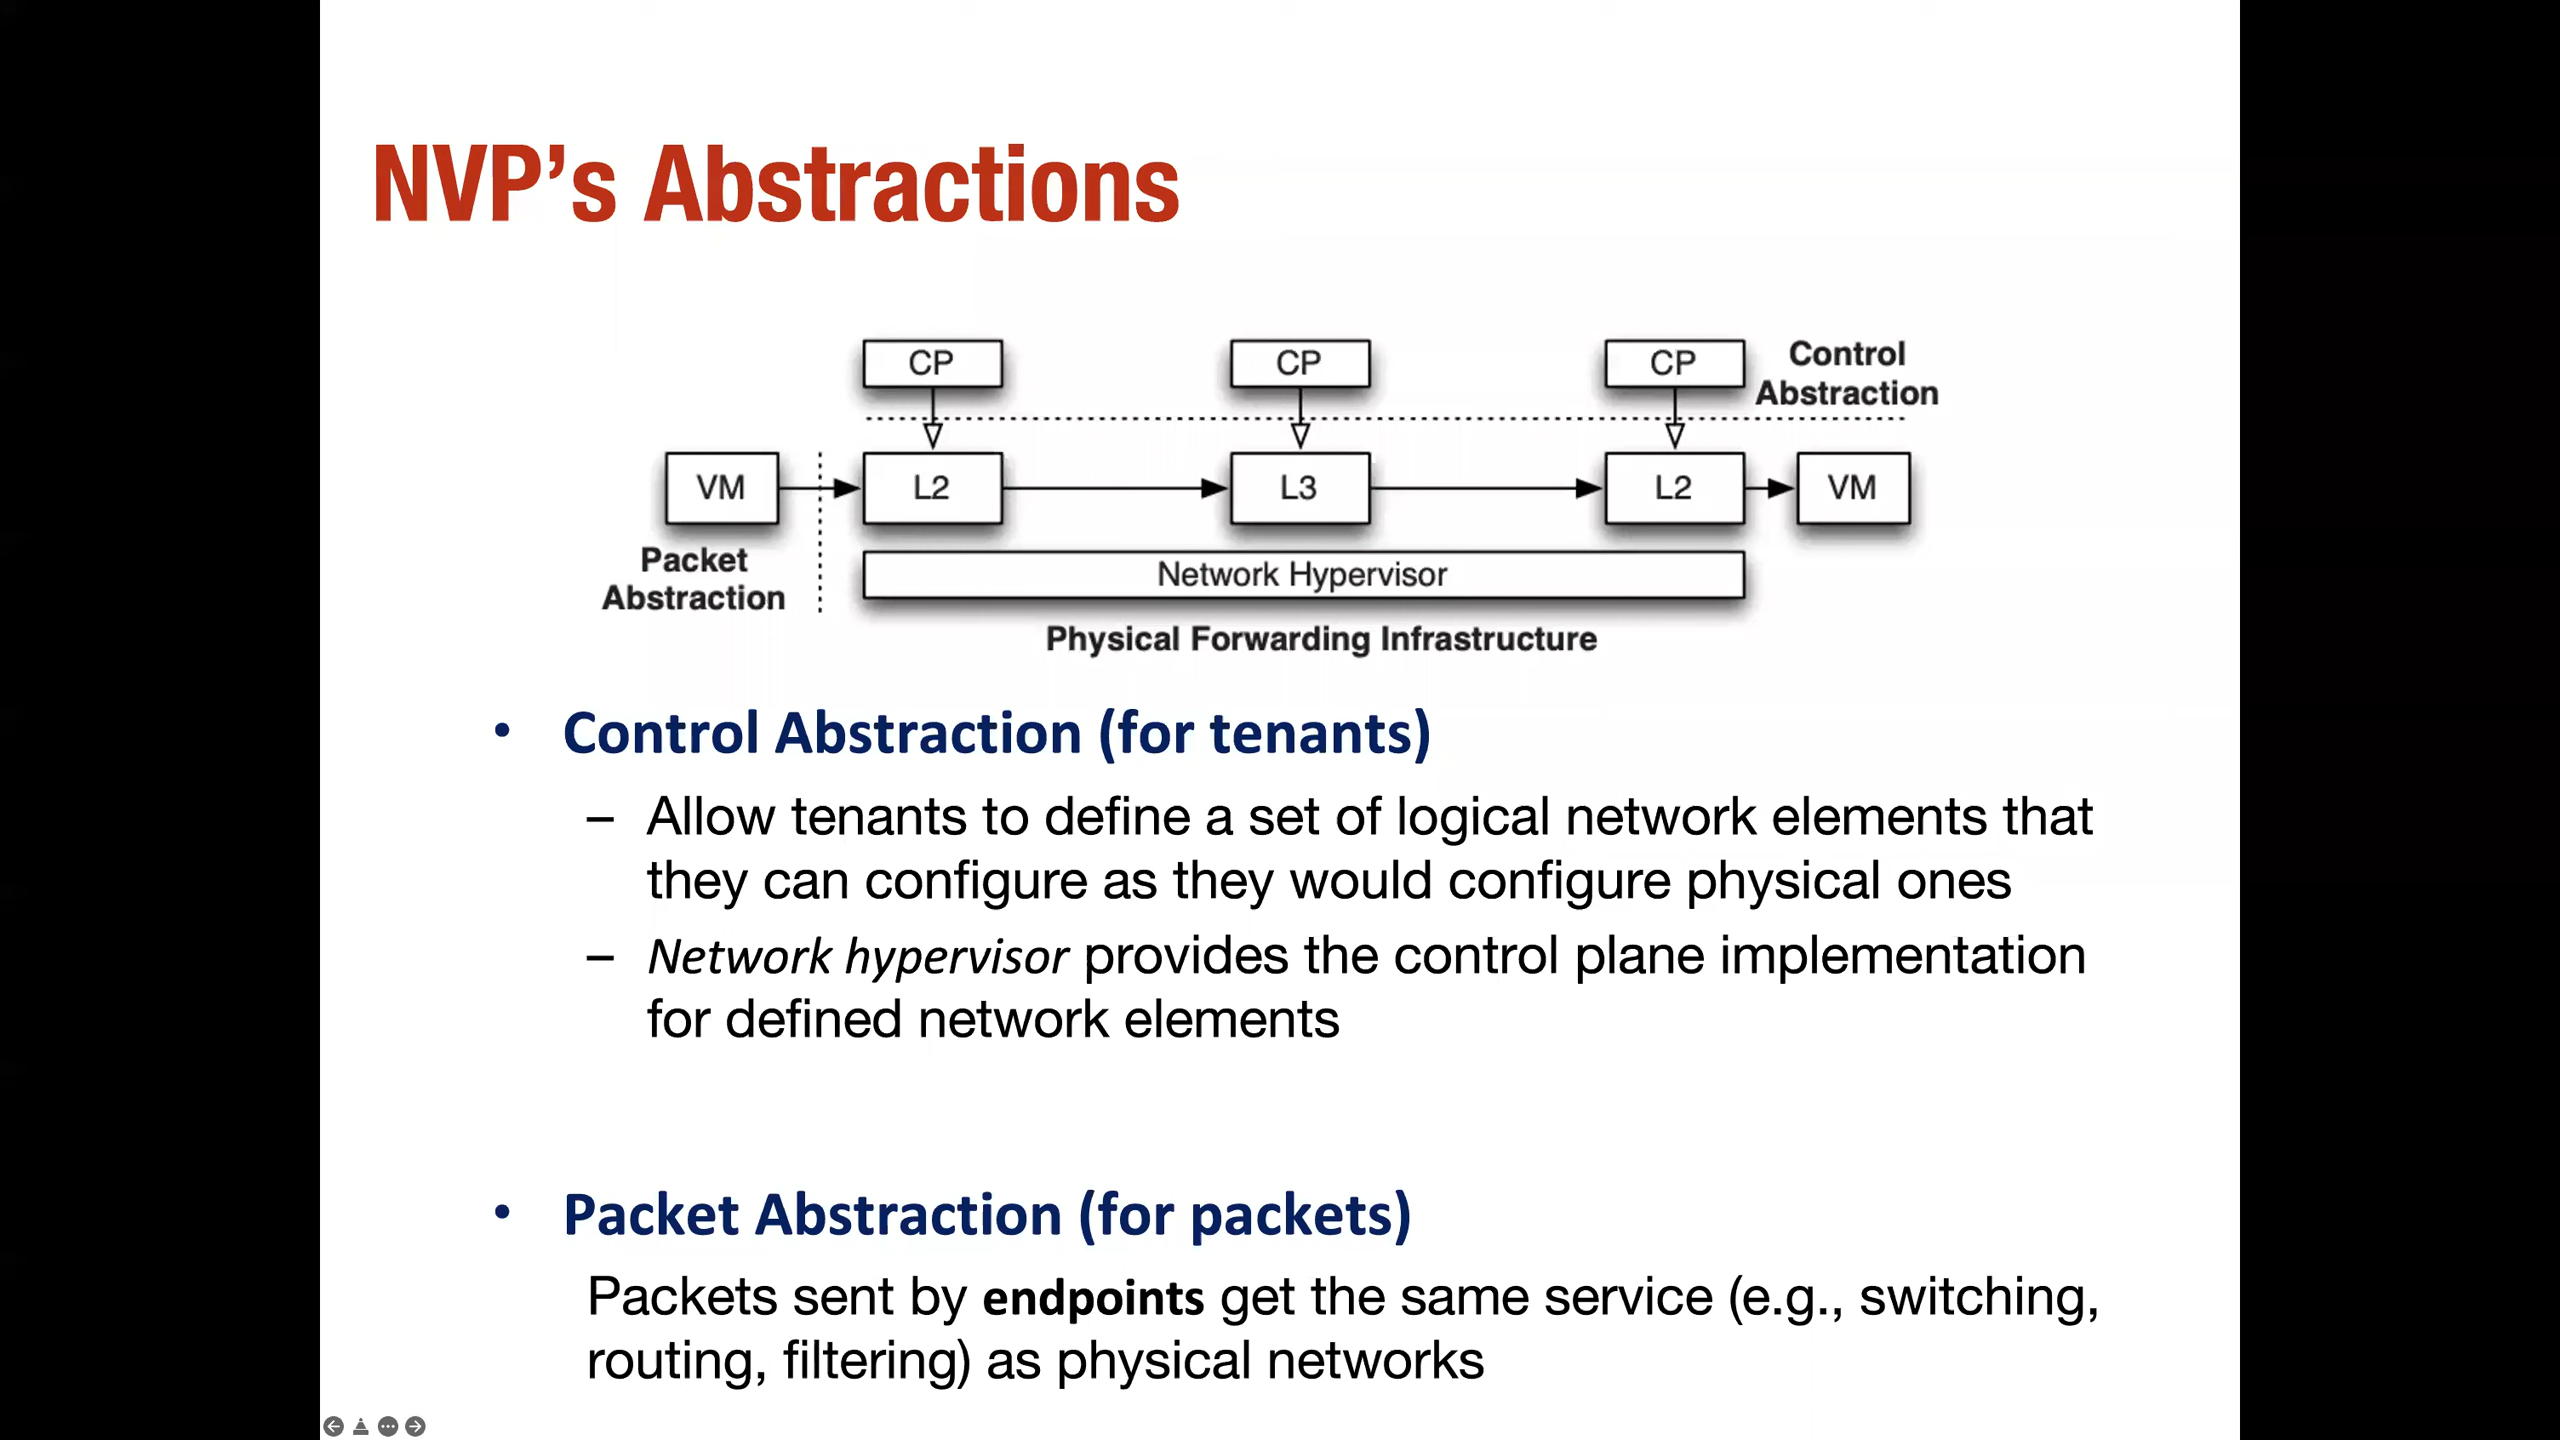 NVP’s Abstractions
CP CP CP Control
Abstraction
VM L2 L3 L2 VM
Packet
Abstraction
Network Hypervisor
Physical Forwarding Infrastructure
• Control Abstraction (for tenants)
– Allow tenants to define a set of logical network elements that
they can configure as they would configure physical ones
– Network hypervisor provides the control plane implementation
for defined network elements
• Packet Abstraction (for packets)
Packets sent by endpoints get the same service (e.g., switching,
routing, filtering) as physical networks